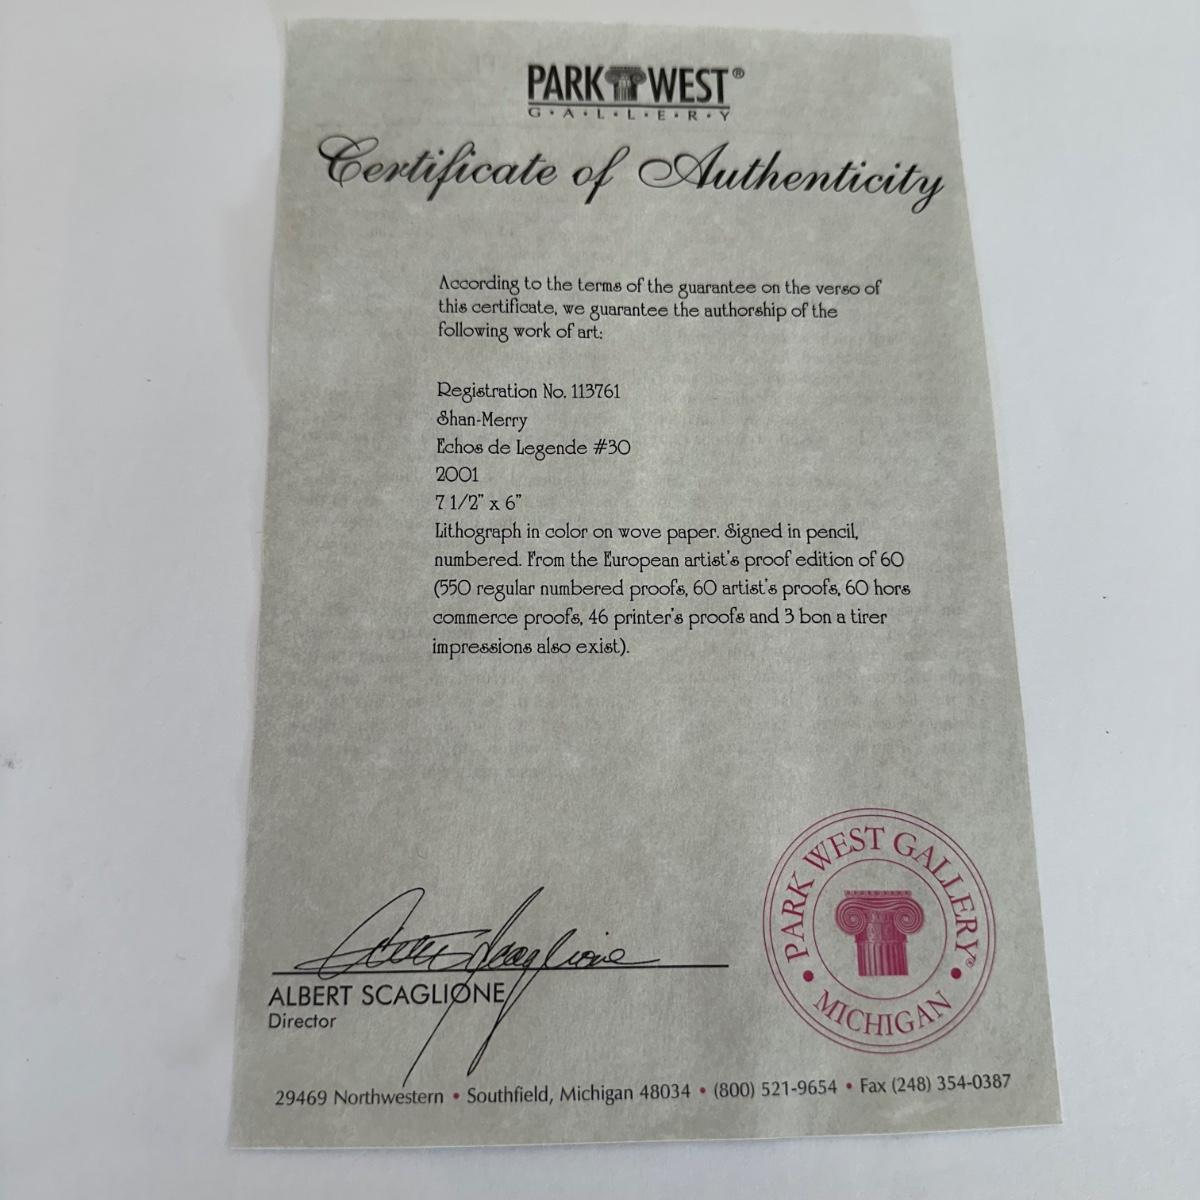 PARK WEST®
G•A•L•L•E•R•Y
Certificate of Authenticity
According to the terms of the guarantee on the verso of
this certificate, we guarantee the authorship of the
following work of art:
Registration No. 113761
Shan-Merry
Echos de Legende #30
2001
7 1/2" x 6"
Lithograph in color on wove paper. Signed in pencil,
numbered. From the European artist's proof edition of 60
(550 regular numbered proofs, 60 artist's proofs, 60 hors
commerce proofs, 46 printer's proofs and 3 bon a tirer
impressions also exist).
ALBERT SCAGLIONE
Director
PARK WEST GALLERY®
• MICHIGAN •
29469 Northwestern • Southfield, Michigan 48034 • (800) 521-9654 • Fax (248) 354-0387